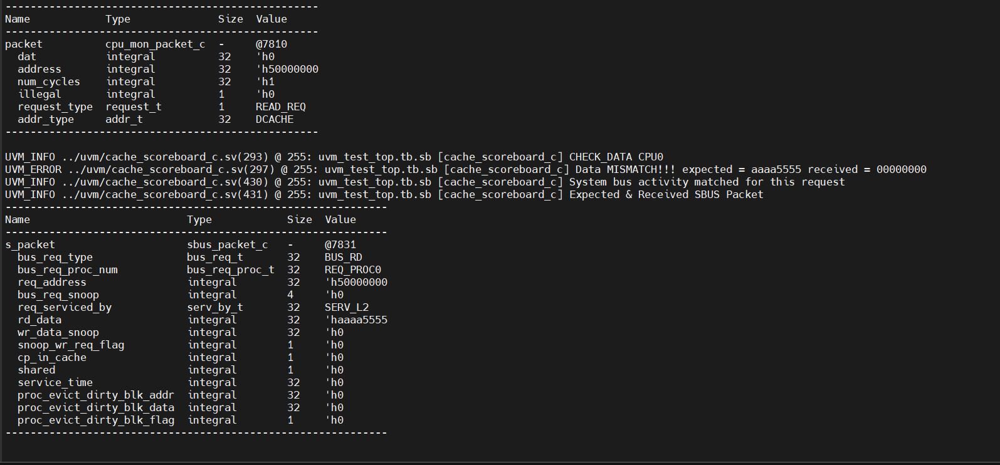 --------------------------------------------------
Name            Type              Size  Value
--------------------------------------------------
packet          cpu_mon_packet_c  -     @7810
  dat           integral          32    'h0
  address       integral          32    'h50000000
  num_cycles    integral          32    'h1
  illegal       integral          1     'h0
  request_type  request_t         1     READ_REQ
  addr_type     addr_t            32    DCACHE
--------------------------------------------------
UVM_INFO ../uvm/cache_scoreboard_c.sv(293) @ 255: uvm_test_top.tb.sb [cache_scoreboard_c] CHECK_DATA CPU0
UVM_ERROR ../uvm/cache_scoreboard_c.sv(297) @ 255: uvm_test_top.tb.sb [cache_scoreboard_c] Data MISMATCH!!! expected = aaaa5555 received = 00000000
UVM_INFO ../uvm/cache_scoreboard_c.sv(430) @ 255: uvm_test_top.tb.sb [cache_scoreboard_c] System bus activity matched for this request
UVM_INFO ../uvm/cache_scoreboard_c.sv(431) @ 255: uvm_test_top.tb.sb [cache_scoreboard_c] Expected & Received SBUS Packet
-------------------------------------------------------------
Name                         Type            Size  Value
-------------------------------------------------------------
s_packet                     sbus_packet_c   -     @7831
  bus_req_type               bus_req_t       32    BUS_RD
  bus_req_proc_num           bus_req_proc_t  32    REQ_PROC0
  req_address                integral        32    'h50000000
  bus_req_snoop              integral        4     'h0
  req_serviced_by            serv_by_t       32    SERV_L2
  rd_data                    integral        32    'haaaa5555
  wr_data_snoop              integral        32    'h0
  snoop_wr_req_flag          integral        1     'h0
  cp_in_cache                integral        1     'h0
  shared                     integral        1     'h0
  service_time               integral        32    'h0
  proc_evict_dirty_blk_addr  integral        32    'h0
  proc_evict_dirty_blk_data  integral        32    'h0
  proc_evict_dirty_blk_flag  integral        1     'h0
-------------------------------------------------------------